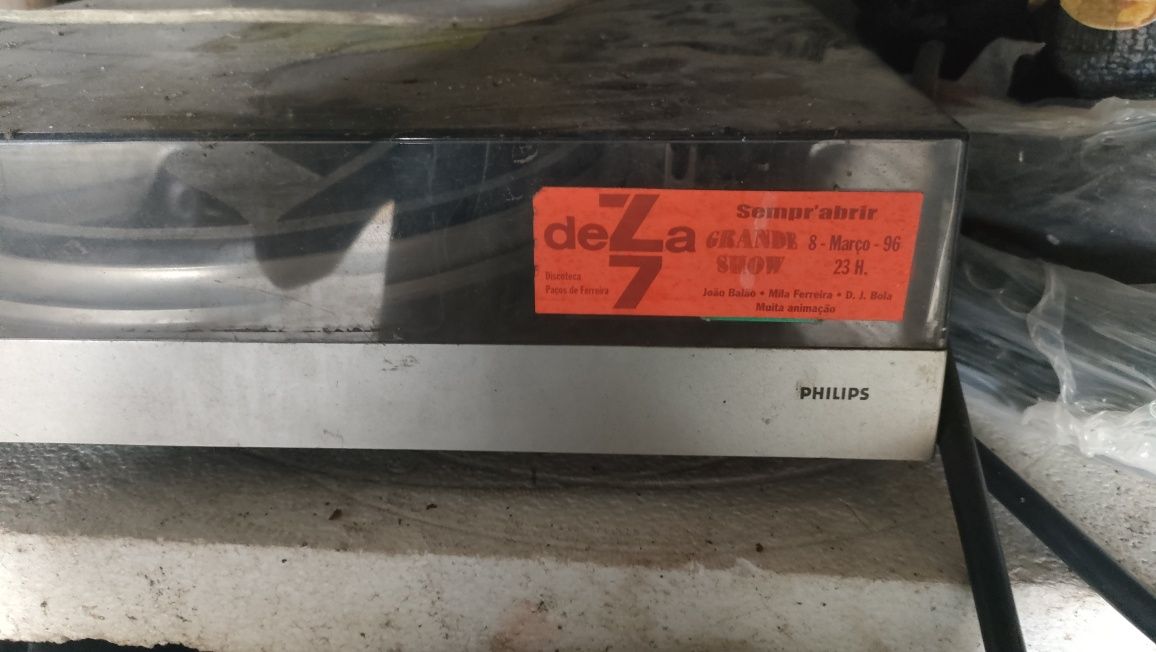 deZa
7
Discoteca
Paços de Ferreira
Sempr'abrir
GRANDE SHOW
8 - Março - 96
23 H.
João Balão • Mila Ferreira • D. J. Bola
Muita animação
PHILIPS